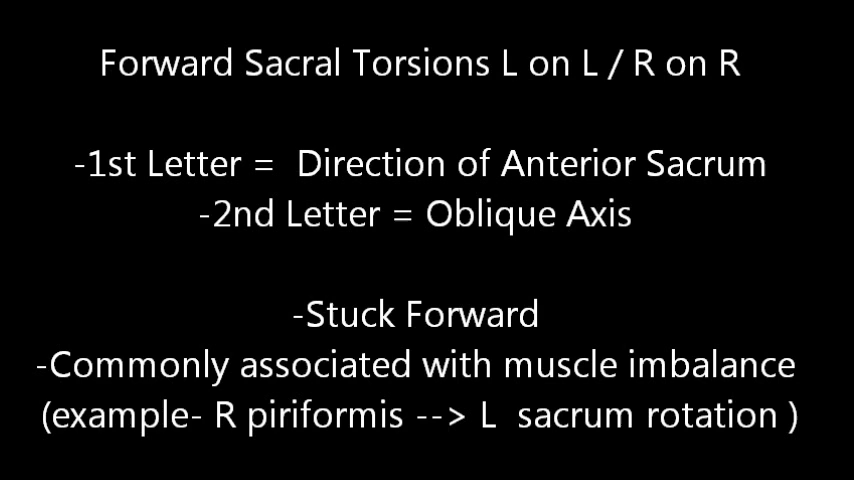 Forward Sacral Torsions L on L / R on R
-1st Letter =  Direction of Anterior Sacrum
-2nd Letter = Oblique Axis
-Stuck Forward
-Commonly associated with muscle imbalance
(example- R piriformis --> L  sacrum rotation )